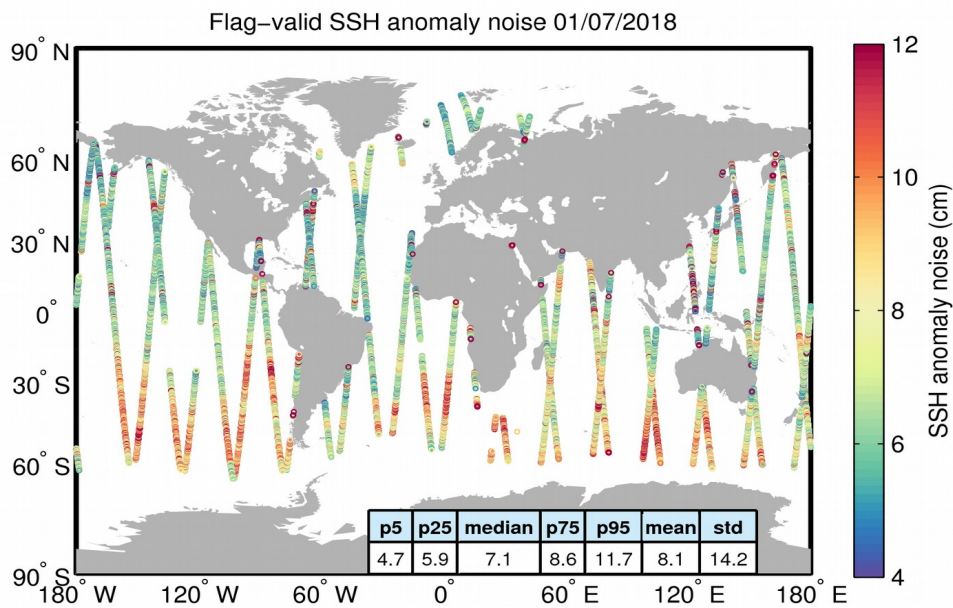 Flag−valid SSH anomaly noise 01/07/2018
90° N
60° N
30° N
0°
30° S
60° S
90° S
180° W
120° W
60° W
0°
60° E
120° E
180° E
p5 p25 median p75 p95 mean std
4.7 5.9 7.1 8.6 11.7 8.1 14.2
12
10
8
6
4
SSH anomaly noise (cm)